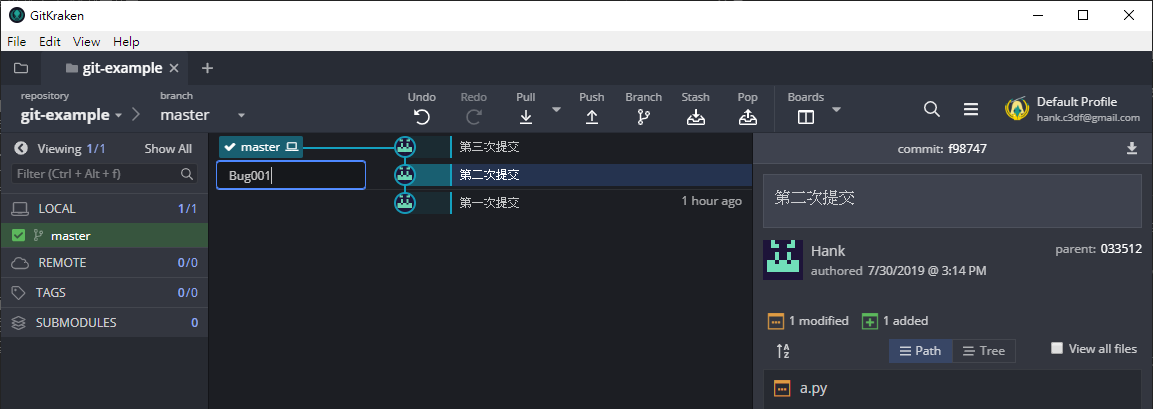 GitKraken
File Edit View Help
git-example
repository
git-example
branch
master
Undo Redo Pull Push Branch Stash Pop Boards
Default Profile
hank.c3df@gmail.com
Viewing 1/1 Show All
Filter (Ctrl + Alt + f)
LOCAL 1/1
master
REMOTE 0/0
TAGS 0/0
SUBMODULES 0
master 第三次提交
Bug001 第二次提交
第一次提交 1 hour ago
commit: f98747
第二次提交
Hank
authored 7/30/2019 @ 3:14 PM
parent: 033512
1 modified 1 added
A
Z
Path Tree View all files
a.py